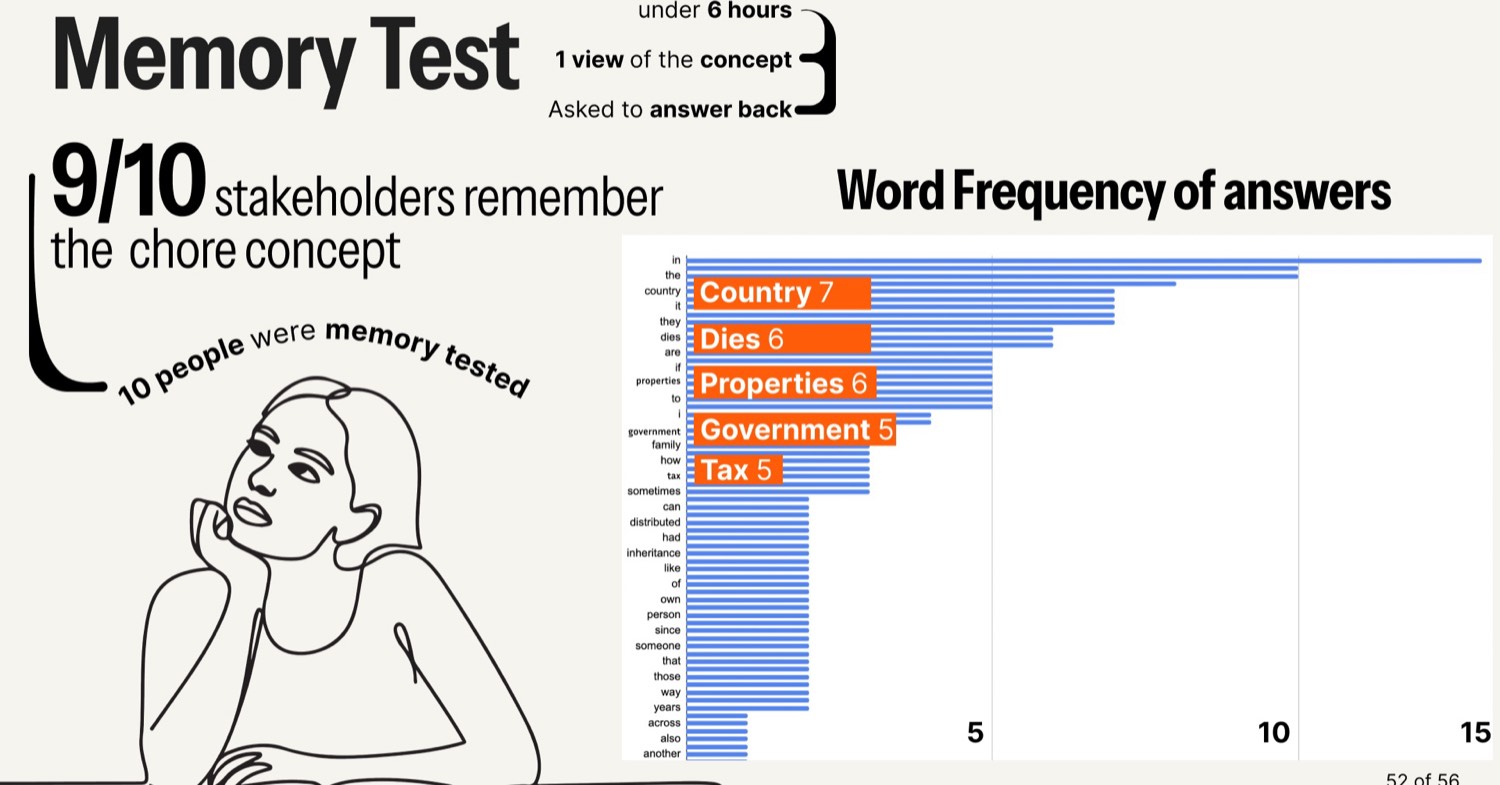 Memory Test
under 6 hours
1 view of the concept
Asked to answer back
9/10 stakeholders remember
the chore concept
10 people were memory tested
Word Frequency of answers
in
the
country
it
they
dies
are
if
properties
to
i
government
family
how
tax
sometimes
can
distributed
had
inheritance
like
of
own
person
since
someone
that
those
way
years
across
also
another
Country 7
Dies 6
Properties 6
Government 5
Tax 5
5
10
15
52 of 56